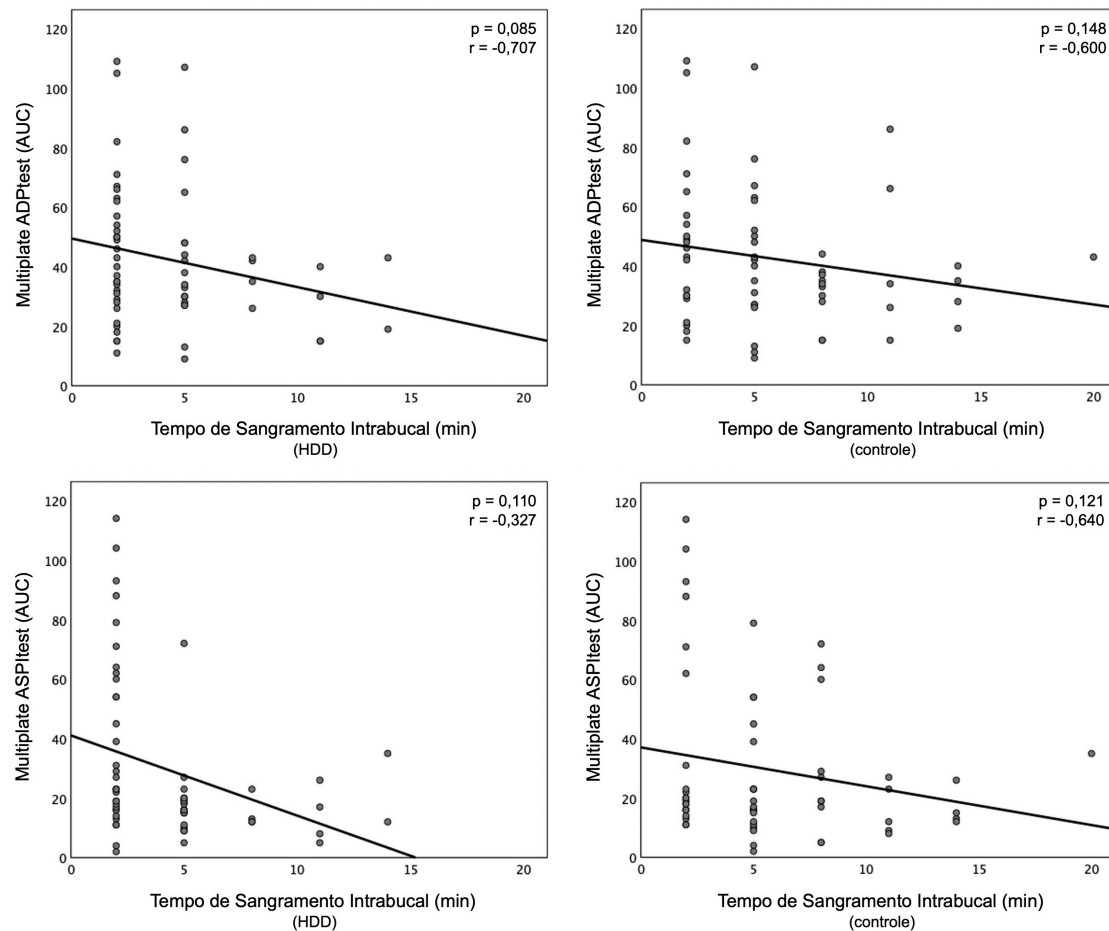 p = 0,085
r = -0,707
120
100
80
60
40
20
0
Multiplate ADPtest (AUC)
0 5 10 15 20
Tempo de Sangramento Intrabucal (min)
(HDD)
p = 0,148
r = -0,600
120
100
80
60
40
20
0
Multiplate ADPtest (AUC)
0 5 10 15 20
Tempo de Sangramento Intrabucal (min)
(controle)
p = 0,110
r = -0,327
120
100
80
60
40
20
0
Multiplate ASPItest (AUC)
0 5 10 15 20
Tempo de Sangramento Intrabucal (min)
(HDD)
p = 0,121
r = -0,640
120
100
80
60
40
20
0
Multiplate ASPItest (AUC)
0 5 10 15 20
Tempo de Sangramento Intrabucal (min)
(controle)